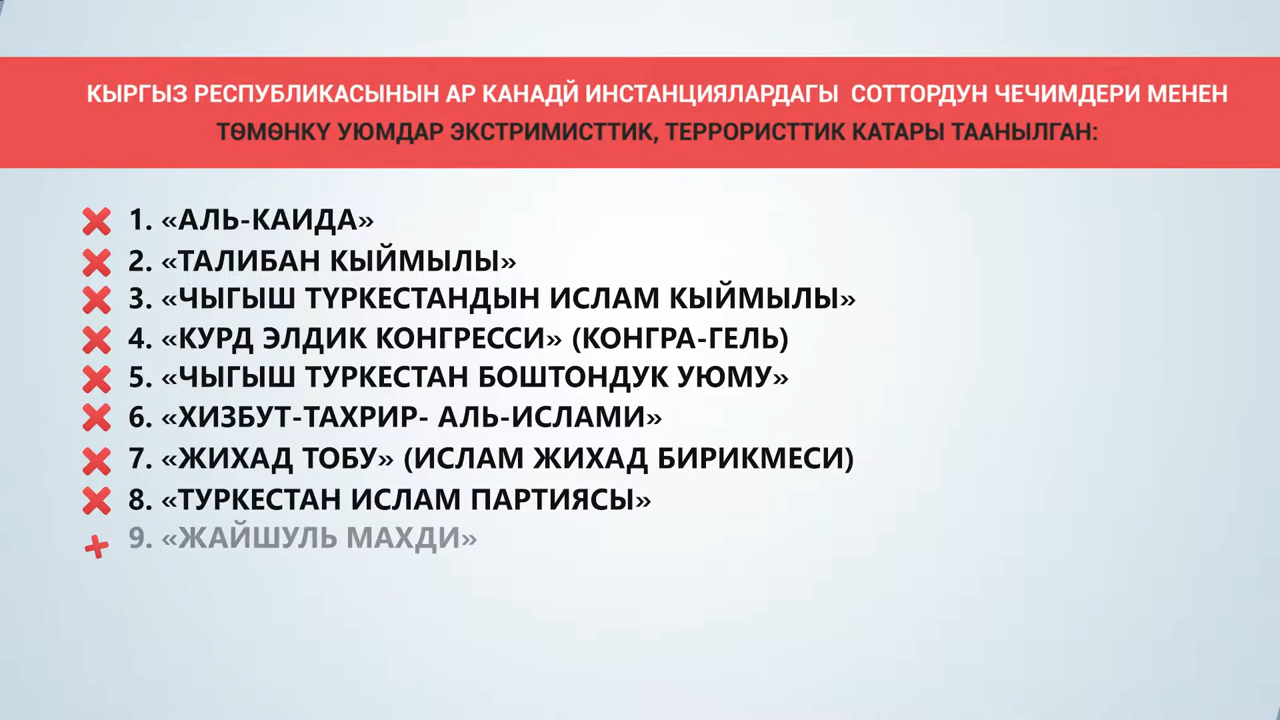 КЫРГЫЗ РЕСПУБЛИКАСЫНЫН АР КАНАДЙ ИНСТАНЦИЯЛАРДАГЫ СОТТОРДУН ЧЕЧИМДЕРИ МЕНЕН
ТӨМӨНКҮ УЮМДАР ЭКСТРИМИСТТИК, ТЕРРОРИСТТИК КАТАРЫ ТААНЫЛГАН:
1. «АЛЬ-КАИДА»
2. «ТАЛИБАН КЫЙМЫЛЫ»
3. «ЧЫГЫШ ТҮРКЕСТАНДЫН ИСЛАМ КЫЙМЫЛЫ»
4. «КУРД ЭЛДИК КОНГРЕССИ» (КОНГРА-ГЕЛЬ)
5. «ЧЫГЫШ ТУРКЕСТАН БОШТОНДУК УЮМУ»
6. «ХИЗБУТ-ТАХРИР- АЛЬ-ИСЛАМИ»
7. «ЖИХАД ТОБУ» (ИСЛАМ ЖИХАД БИРИКМЕСИ)
8. «ТУРКЕСТАН ИСЛАМ ПАРТИЯСЫ»
9. «ЖАЙШУЛЬ МАХДИ»